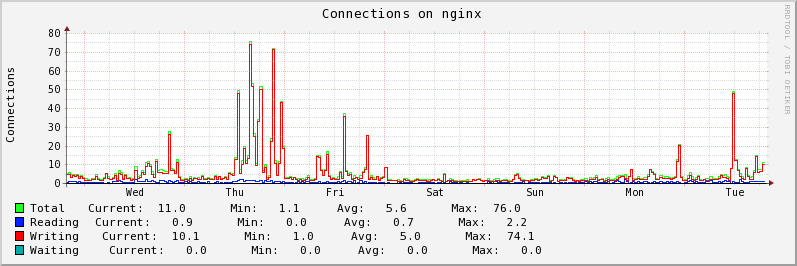 Connections on nginx
RRDTOOL / TOBI OETIKER
Connections
80
70
60
50
40
30
20
10
0
Wed Thu Fri Sat Sun Mon Tue
Total Current: 11.0 Min: 1.1 Avg: 5.6 Max: 76.0
Reading Current: 0.9 Min: 0.0 Avg: 0.7 Max: 2.2
Writing Current: 10.1 Min: 1.0 Avg: 5.0 Max: 74.1
Waiting Current: 0.0 Min: 0.0 Avg: 0.0 Max: 0.0